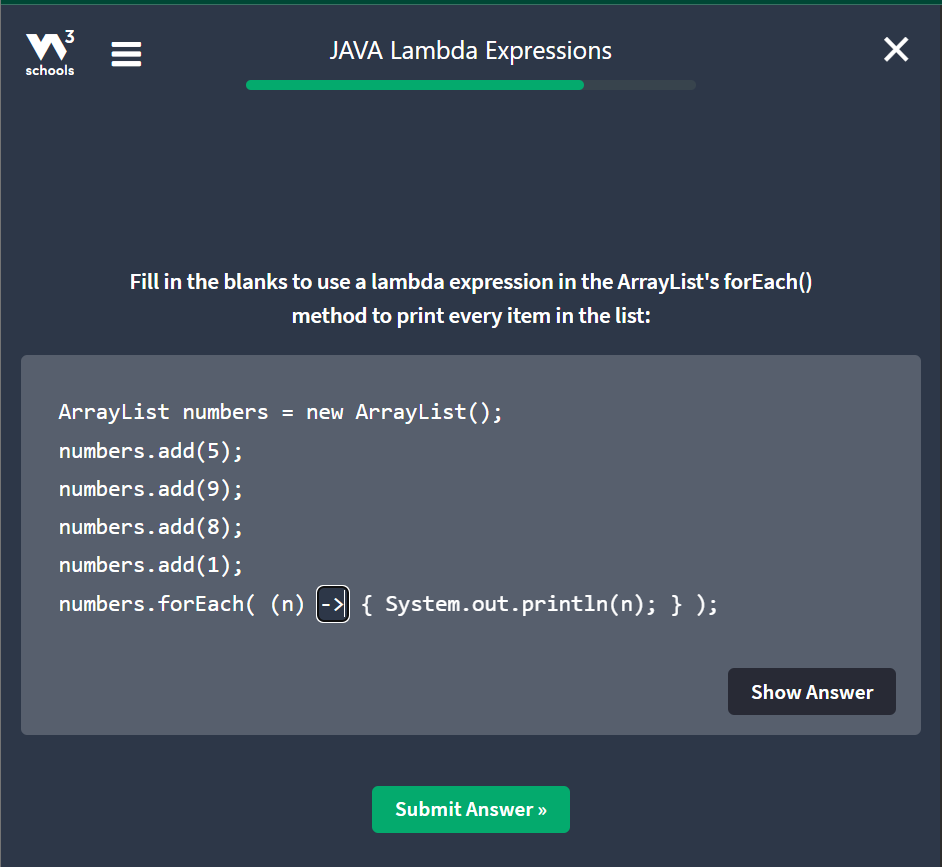 W3
schools
JAVA Lambda Expressions
Fill in the blanks to use a lambda expression in the ArrayList's forEach()
method to print every item in the list:
ArrayList numbers = new ArrayList();
numbers.add(5);
numbers.add(9);
numbers.add(8);
numbers.add(1);
numbers.forEach( (n) -> { System.out.println(n); } );
Show Answer
Submit Answer »